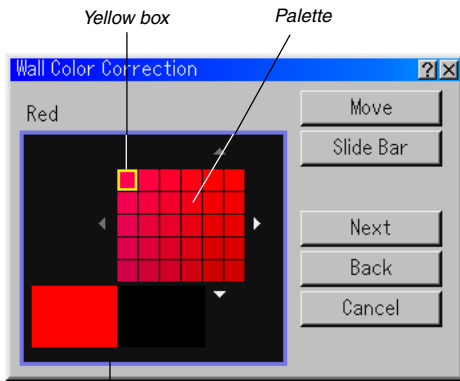 Yellow box
Palette
Wall Color Correction
?
Red
Move
Slide Bar
Next
Back
Cancel